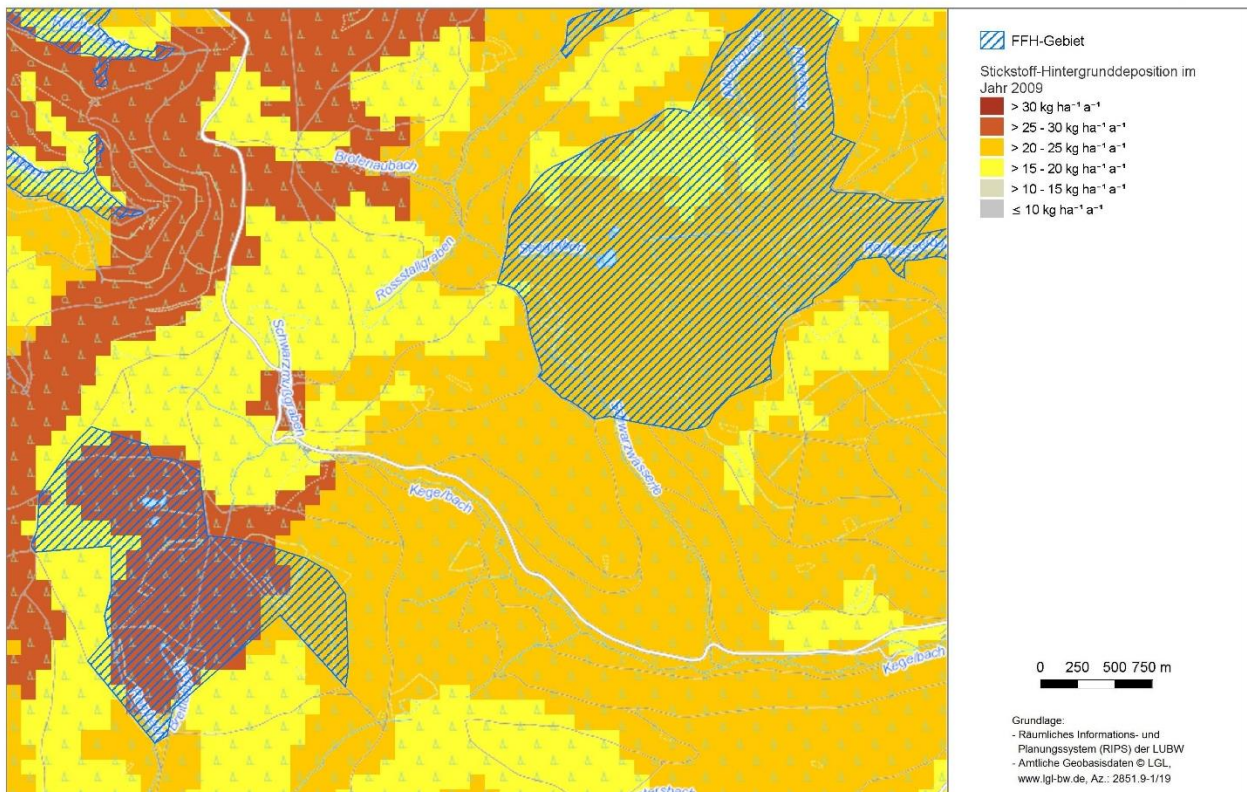 Brotenaubach
Rossstallgraben
Seegraben
Schwarzmüßgraben
Kegelbach
Schwarzwässerle
Kegelbach
FFH-Gebiet
Stickstoff-Hintergrunddeposition im
Jahr 2009
> 30 kg ha⁻¹ a⁻¹
> 25 - 30 kg ha⁻¹ a⁻¹
> 20 - 25 kg ha⁻¹ a⁻¹
> 15 - 20 kg ha⁻¹ a⁻¹
> 10 - 15 kg ha⁻¹ a⁻¹
≤ 10 kg ha⁻¹ a⁻¹
0 250 500 750 m
Grundlage:
- Räumliches Informations- und
Planungssystem (RIPS) der LUBW
- Amtliche Geobasisdaten © LGL,
www.lgl-bw.de, Az.: 2851.9-1/19